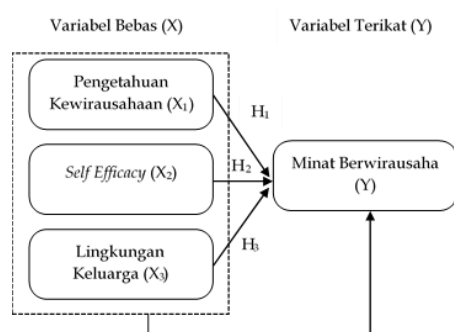 Variabel Bebas (X)
Variabel Terikat (Y)
Pengetahuan
Kewirausahaan (X₁)
H₁
Self Efficacy (X₂)
H₂
Minat Berwirausaha
(Y)
Lingkungan
Keluarga (X₃)
H₃